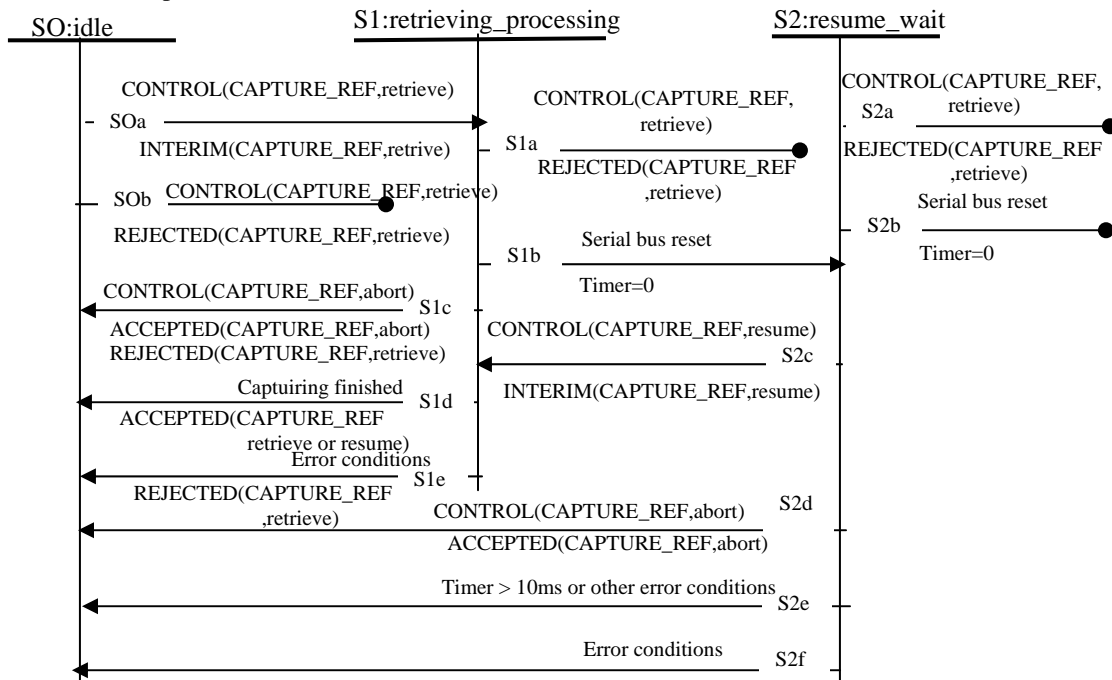 SO:idle
S1:retrieving_processing
S2:resume_wait
CONTROL(CAPTURE_REF,retrieve)
SOa
INTERIM(CAPTURE_REF,retrive)
CONTROL(CAPTURE_REF,
retrieve)
S1a
REJECTED(CAPTURE_REF
,retrieve)
CONTROL(CAPTURE_REF,
retrieve)
S2a
REJECTED(CAPTURE_REF
,retrieve)
SOb
CONTROL(CAPTURE_REF,retrieve)
REJECTED(CAPTURE_REF,retrieve)
Serial bus reset
S2b
Timer=0
Serial bus reset
S1b
Timer=0
CONTROL(CAPTURE_REF,abort)
S1c
ACCEPTED(CAPTURE_REF,abort)
REJECTED(CAPTURE_REF,retrieve)
CONTROL(CAPTURE_REF,resume)
S2c
INTERIM(CAPTURE_REF,resume)
Captuiring finished
S1d
ACCEPTED(CAPTURE_REF
retrieve or resume)
Error conditions
S1e
REJECTED(CAPTURE_REF
,retrieve)
CONTROL(CAPTURE_REF,abort)
S2d
ACCEPTED(CAPTURE_REF,abort)
Timer > 10ms or other error conditions
S2e
Error conditions
S2f